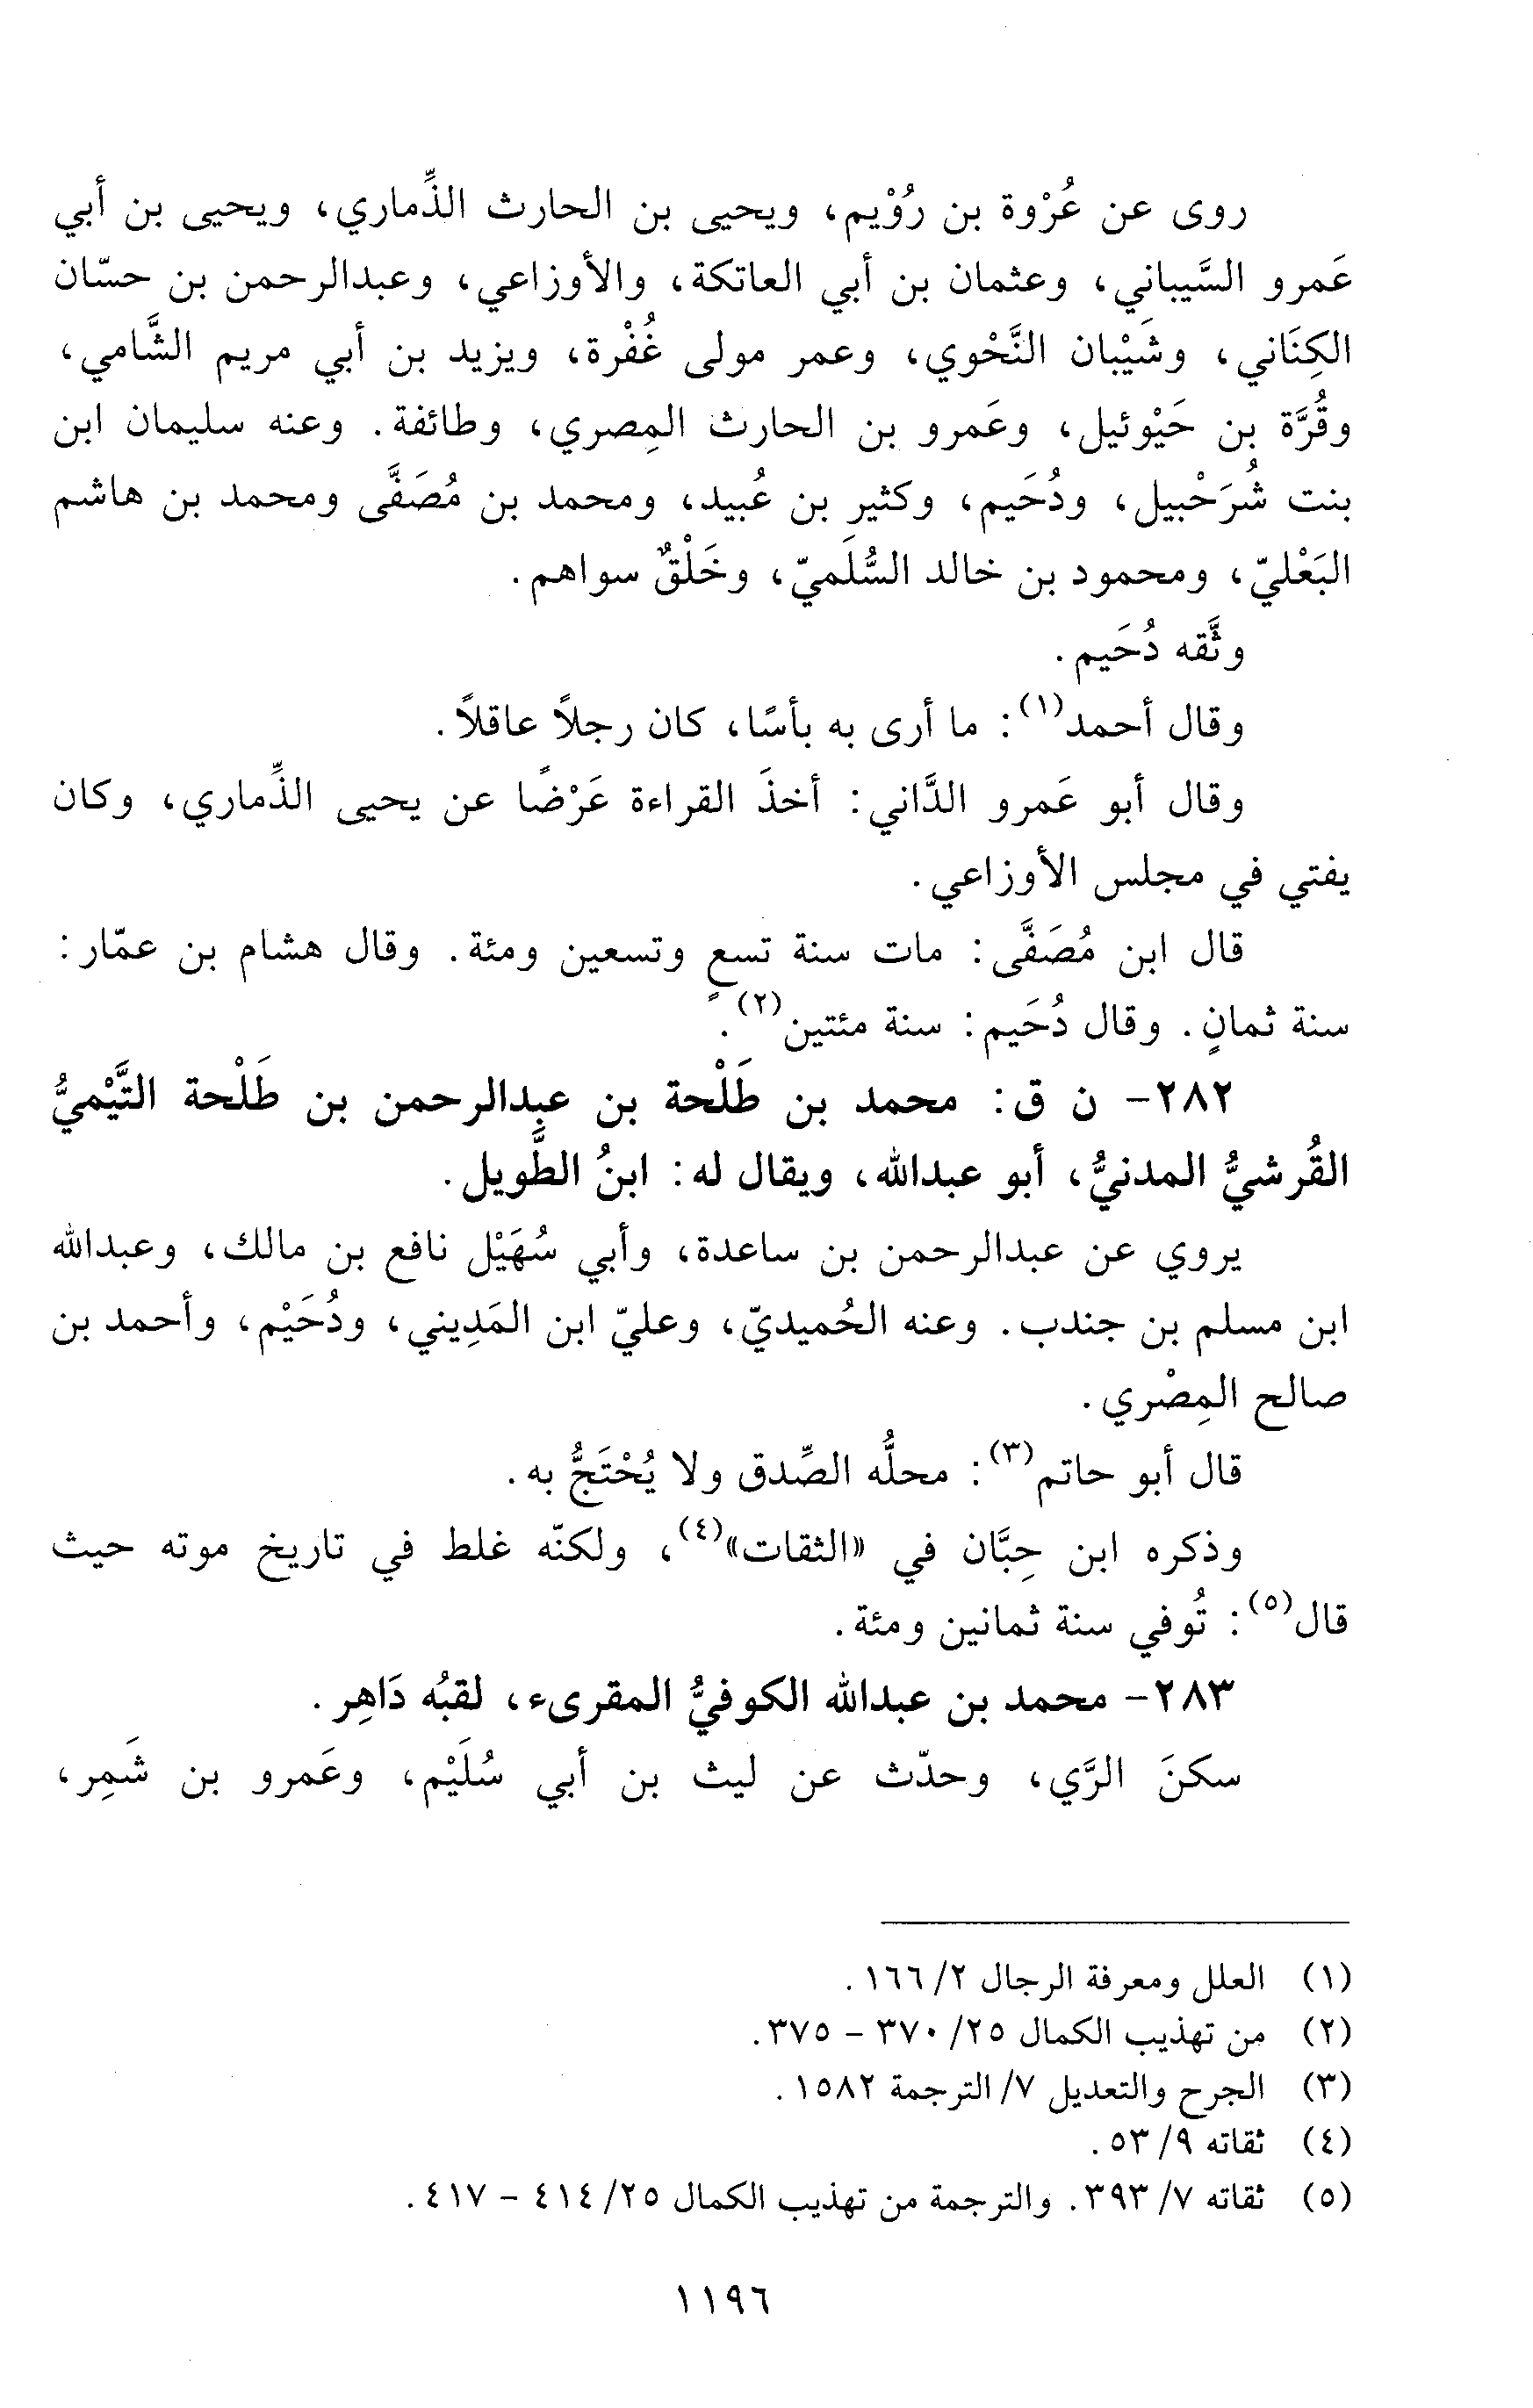 روى عن عُرْوة بن رُوْيم، ويحيى بن الحارث الذِّماري، ويحيى بن أبي
عَمرو السَّيباني، وعثمان بن أبي العاتكة، والأوزاعي، وعبدالرحمن بن حسّان
الكِنَاني، وشَيْبان النَّحْوي، وعمر مولى غُفْرة، ويزيد بن أبي مريم الشَّامي،
وقُرَّة بن حَيْوئيل، وعَمرو بن الحارث المِصري، وطائفة. وعنه سليمان ابن
بنت شُرَحْبيل، ودُحَيم، وكثير بن عُبيد، ومحمد بن مُصَفَّى ومحمد بن هاشم
البَعْليّ، ومحمود بن خالد السُّلَميّ، وخَلْقٌ سواهم.
وثَّقه دُحَيم.
وقال أحمد(١): ما أرى به بأسًا، كان رجلاً عاقلاً.
وقال أبو عَمرو الدَّاني: أخذَ القراءة عَرْضًا عن يحيى الذِّماري، وكان
يفتي في مجلس الأوزاعي.
قال ابن مُصَفَّى: مات سنة تسعٍ وتسعين ومئة. وقال هشام بن عمّار:
سنة ثمانٍ. وقال دُحَيم: سنة مئتين(٢).
٢٨٢- ن ق: محمد بن طَلْحة بن عبدالرحمن بن طَلْحة التَّيْميُّ
القُرشيُّ المدنيُّ، أبو عبدالله، ويقال له: ابنُ الطَّويل.
يروي عن عبدالرحمن بن ساعدة، وأبي سُهَيْل نافع بن مالك، وعبدالله
ابن مسلم بن جندب. وعنه الحُميديّ، وعليّ ابن المَدِيني، ودُحَيْم، وأحمد بن
صالح المِصْري.
قال أبو حاتم(٣): محلُّه الصِّدق ولا يُحْتَجُّ به.
وذكره ابن حِبَّان في «الثقات»(٤)، ولكنّه غلط في تاريخ موته حيث
قال(٥): تُوفي سنة ثمانين ومئة.
٢٨٣- محمد بن عبدالله الكوفيُّ المقرىء، لقبُه دَاهِر.
سكنَ الرَّي، وحدّث عن ليث بن أبي سُلَيْم، وعَمرو بن شَمِر،
(١) العلل ومعرفة الرجال ٢/ ١٦٦.
(٢) من تهذيب الكمال ٢٥/ ٣٧٠ - ٣٧٥.
(٣) الجرح والتعديل ٧/ الترجمة ١٥٨٢.
(٤) ثقاته ٩/ ٥٣.
(٥) ثقاته ٧/ ٣٩٣. والترجمة من تهذيب الكمال ٢٥/ ٤١٤ - ٤١٧.
١١٩٦